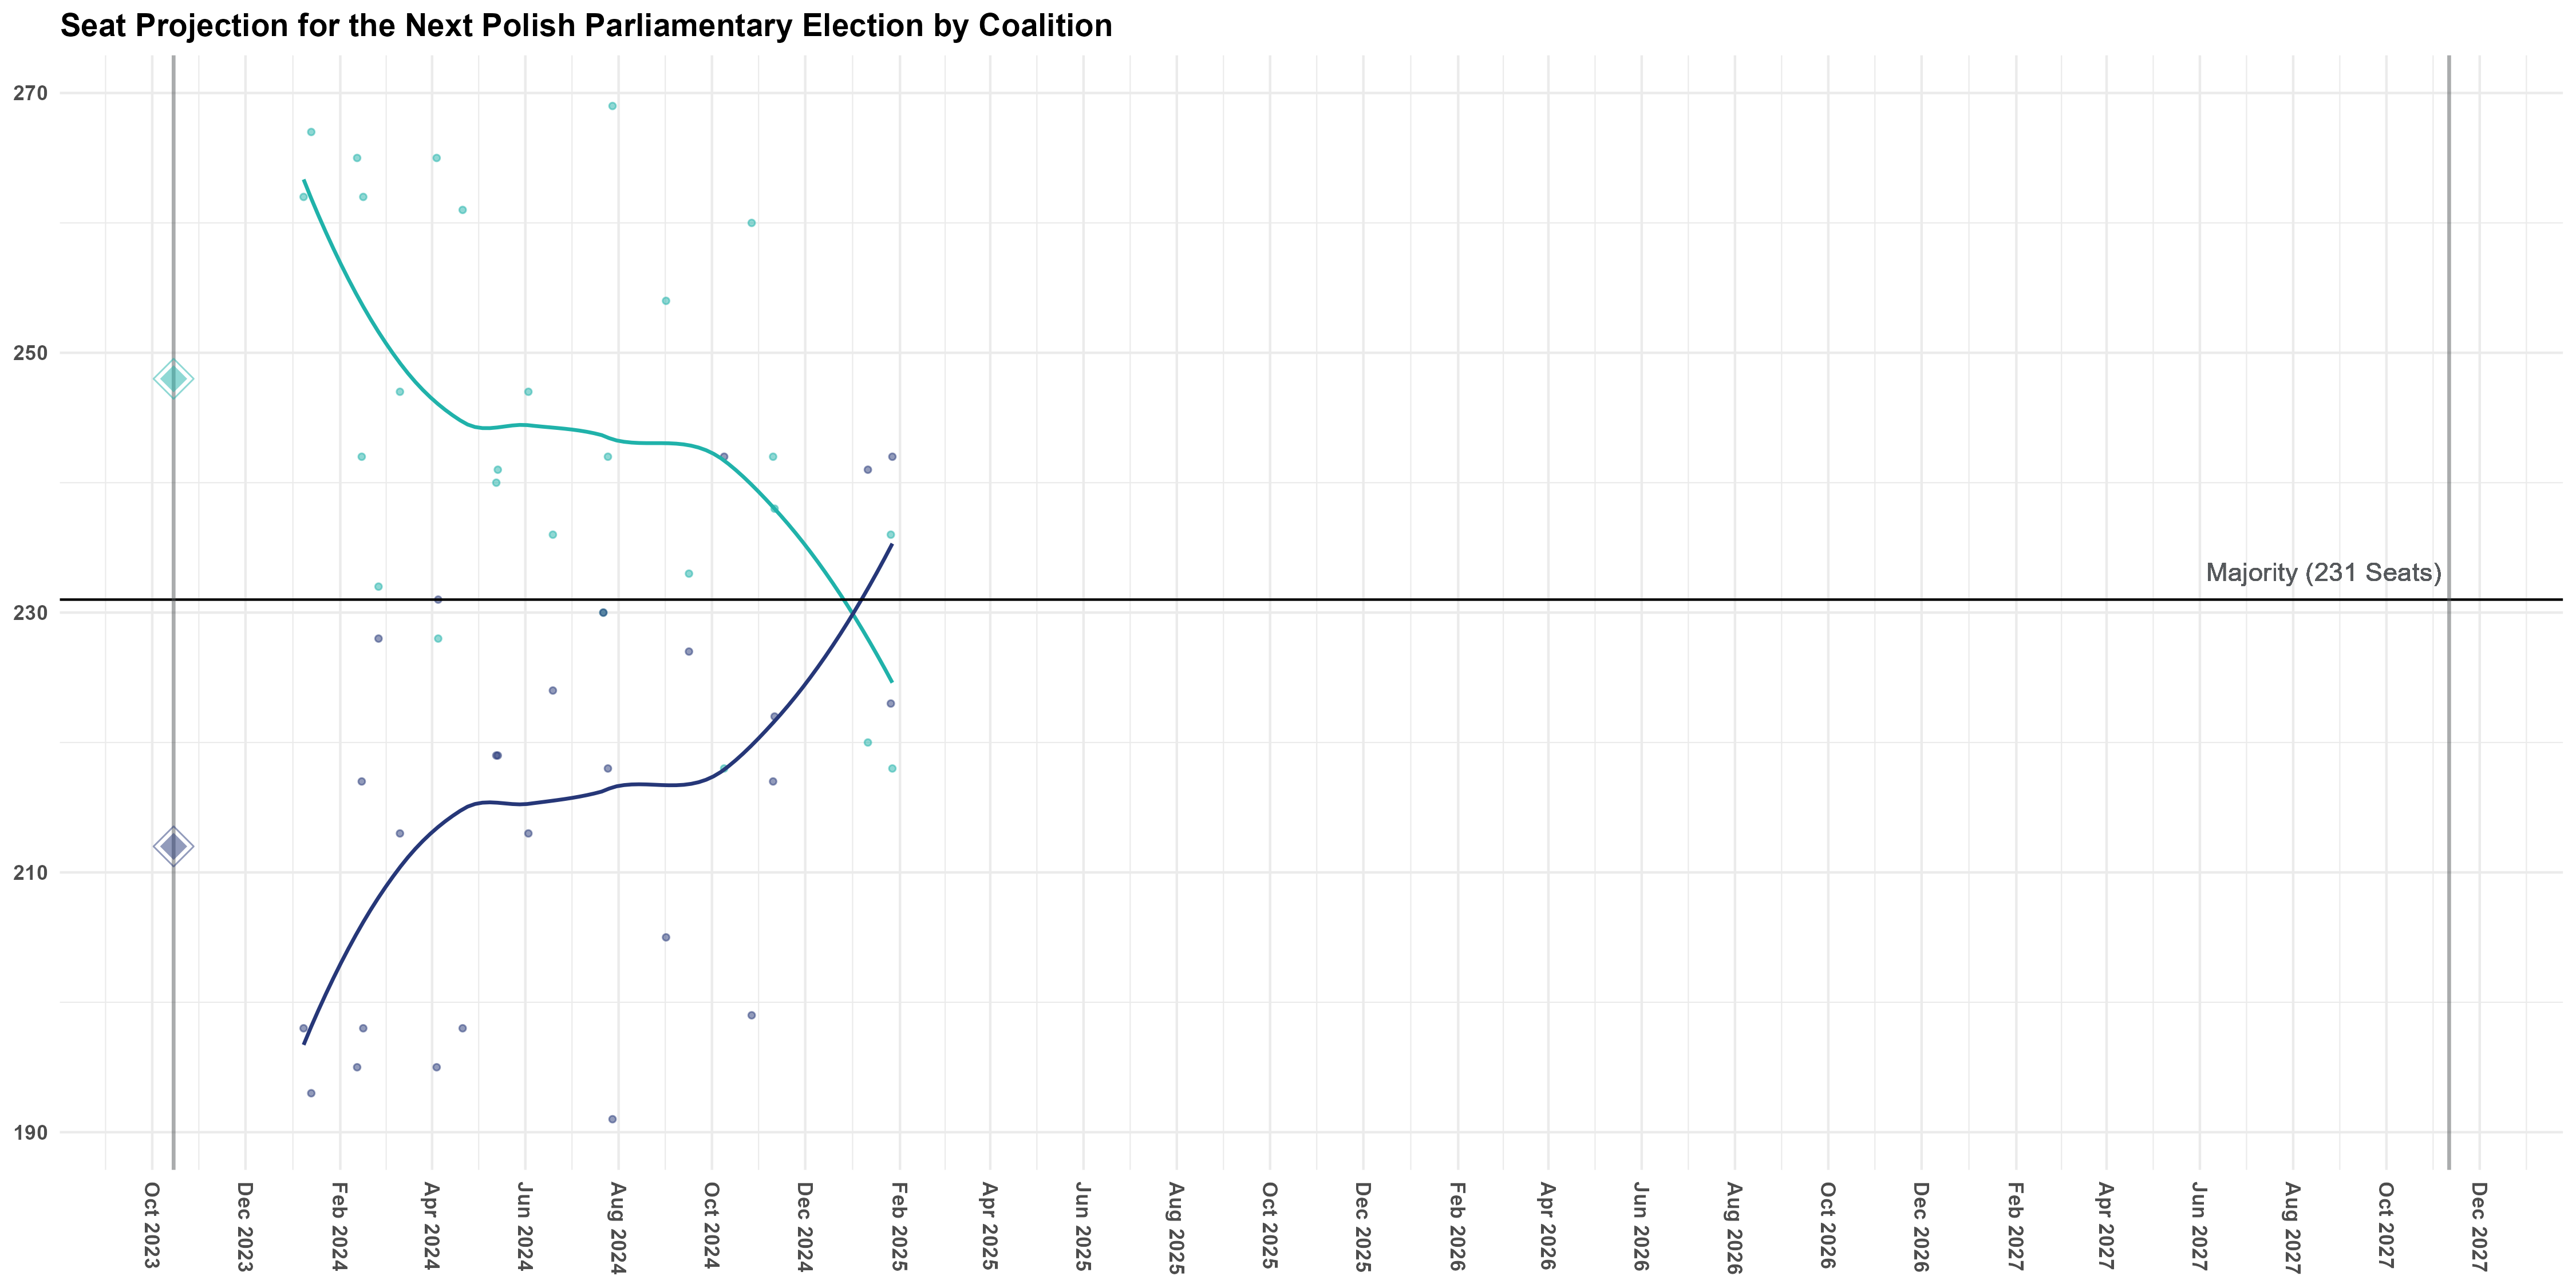 Seat Projection for the Next Polish Parliamentary Election by Coalition
270
250
230
210
190
Majority (231 Seats)
Oct 2023
Dec 2023
Feb 2024
Apr 2024
Jun 2024
Aug 2024
Oct 2024
Dec 2024
Feb 2025
Apr 2025
Jun 2025
Aug 2025
Oct 2025
Dec 2025
Feb 2026
Apr 2026
Jun 2026
Aug 2026
Oct 2026
Dec 2026
Feb 2027
Apr 2027
Jun 2027
Aug 2027
Oct 2027
Dec 2027